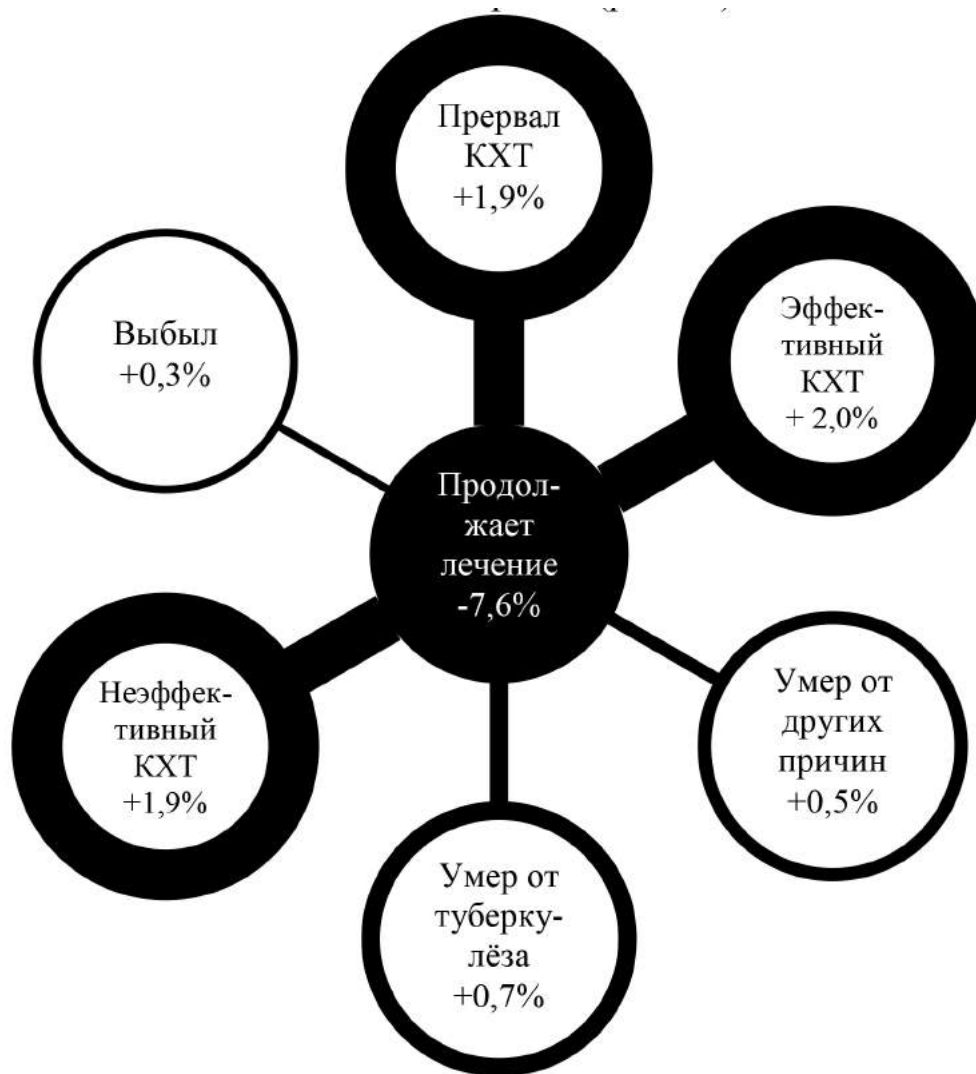 Прервал
КХТ
+1,9%
Эффек-
тивный
КХТ
+ 2,0%
Выбыл
+0,3%
Продол-
жает
лечение
-7,6%
Неэффек-
тивный
КХТ
+1,9%
Умер от
других
причин
+0,5%
Умер от
туберку-
лёза
+0,7%